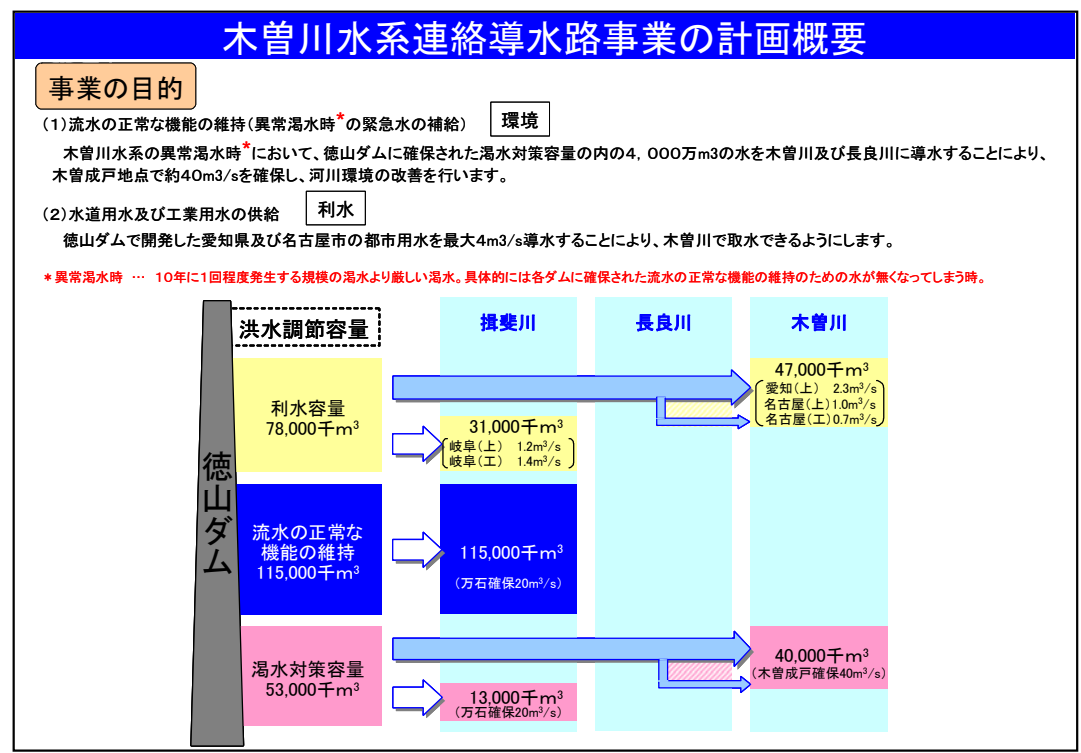 木曽川水系連絡導水路事業の計画概要
事業の目的
(1)流水の正常な機能の維持(異常渇水時*の緊急水の補給) 環境
木曽川水系の異常渇水時*において、徳山ダムに確保された渇水対策容量の内の4,000万m3の水を木曽川及び長良川に導水することにより、
木曽成戸地点で約40m3/sを確保し、河川環境の改善を行います。
(2)水道用水及び工業用水の供給 利水
徳山ダムで開発した愛知県及び名古屋市の都市用水を最大4m3/s導水することにより、木曽川で取水できるようにします。
*異常渇水時 … 10年に1回程度発生する規模の渇水より厳しい渇水。具体的には各ダムに確保された流水の正常な機能の維持のための水が無くなってしまう時。
徳山ダム
洪水調節容量
揖斐川
長良川
木曽川
利水容量
78,000千m³
47,000千m³
愛知(上) 2.3m³/s
名古屋(上)1.0m³/s
名古屋(工)0.7m³/s
31,000千m³
岐阜(上) 1.2m³/s
岐阜(工) 1.4m³/s
流水の正常な
機能の維持
115,000千m³
115,000千m³
(万石確保20m³/s)
渇水対策容量
53,000千m³
40,000千m³
(木曽成戸確保40m³/s)
13,000千m³
(万石確保20m³/s)